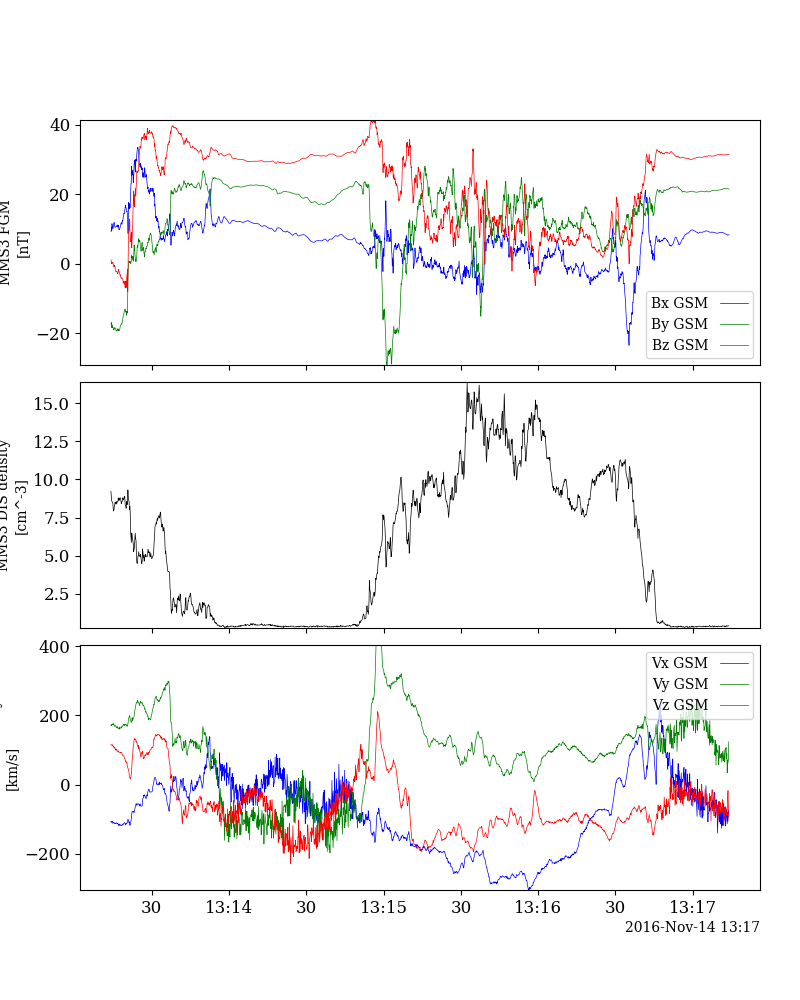 40
20
0
−20
MMS3 FGM
[nT]
Bx GSM
By GSM
Bz GSM
15.0
12.5
10.0
7.5
5.0
2.5
MMS3 DIS density
[cm^-3]
400
200
0
−200
[km/s]
Vx GSM
Vy GSM
Vz GSM
30
13:14
30
13:15
30
13:16
30
13:17
2016-Nov-14 13:17